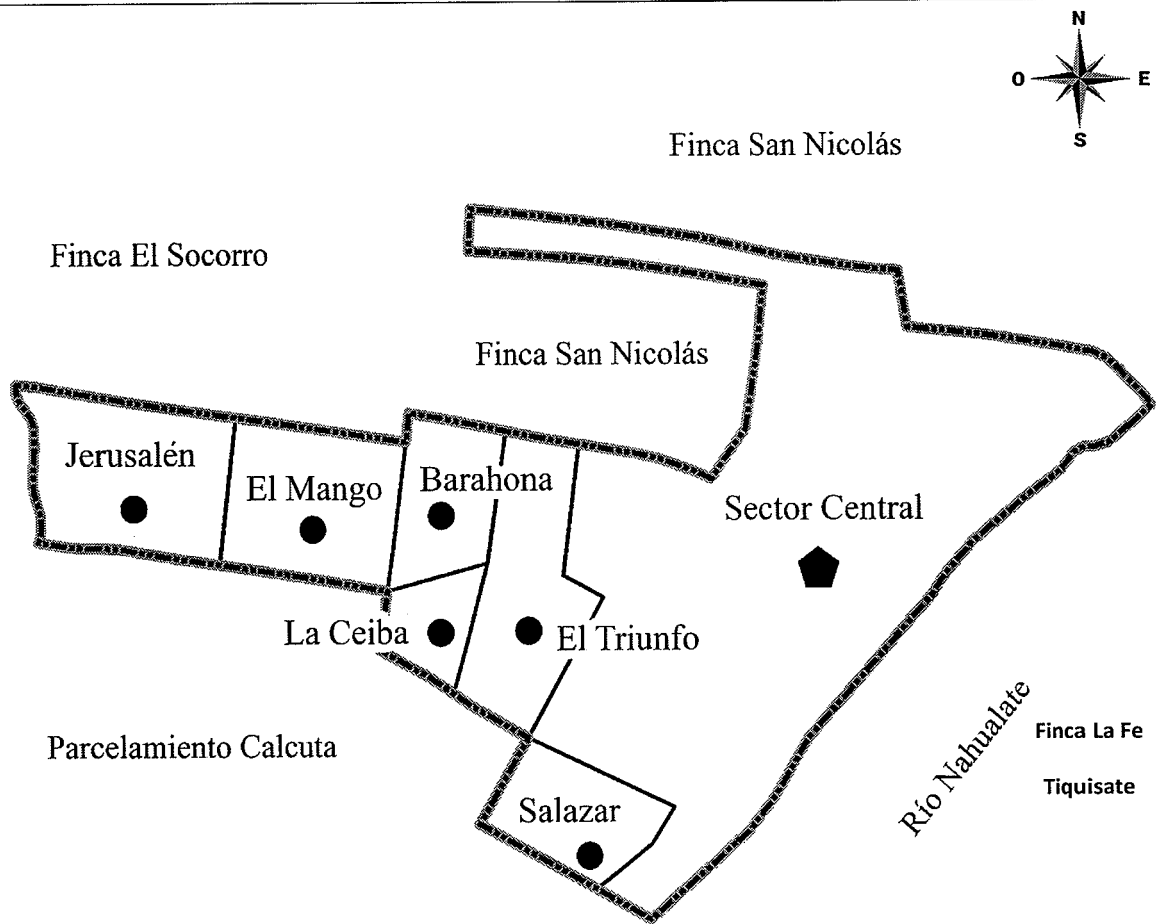 N
O
E
S
Finca San Nicolás
Finca El Socorro
Finca San Nicolás
Jerusalén
El Mango
Barahona
Sector Central
La Ceiba
El Triunfo
Parcelamiento Calcuta
Río Nahualate
Finca La Fe
Tiquisate
Salazar